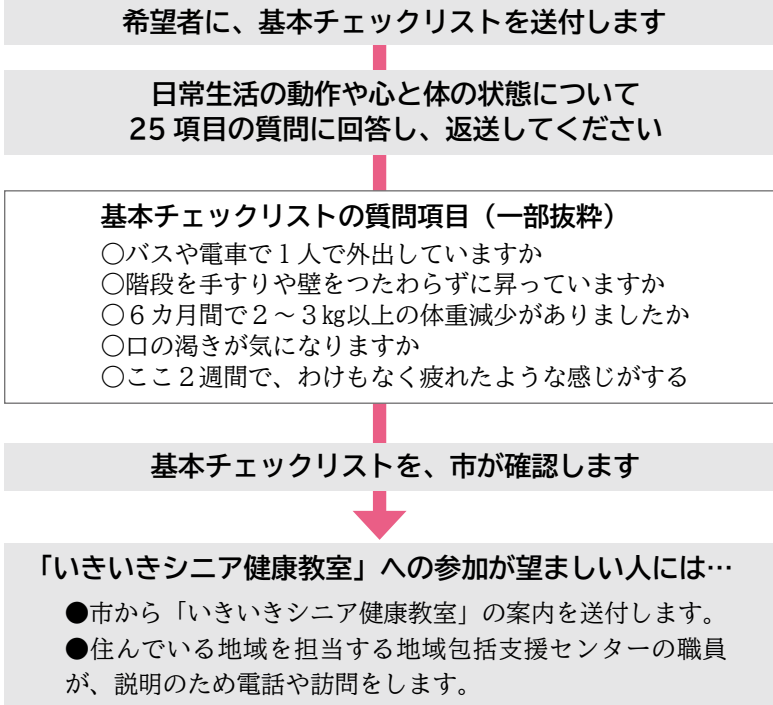 希望者に、基本チェックリストを送付します
日常生活の動作や心と体の状態について
25 項目の質問に回答し、返送してください
基本チェックリストの質問項目（一部抜粋）
○バスや電車で１人で外出していますか
○階段を手すりや壁をつたわらずに昇っていますか
○６カ月間で２～３㎏以上の体重減少がありましたか
○口の渇きが気になりますか
○ここ２週間で、わけもなく疲れたような感じがする
基本チェックリストを、市が確認します
「いきいきシニア健康教室」への参加が望ましい人には…
●市から「いきいきシニア健康教室」の案内を送付します。
●住んでいる地域を担当する地域包括支援センターの職員
が、説明のため電話や訪問をします。